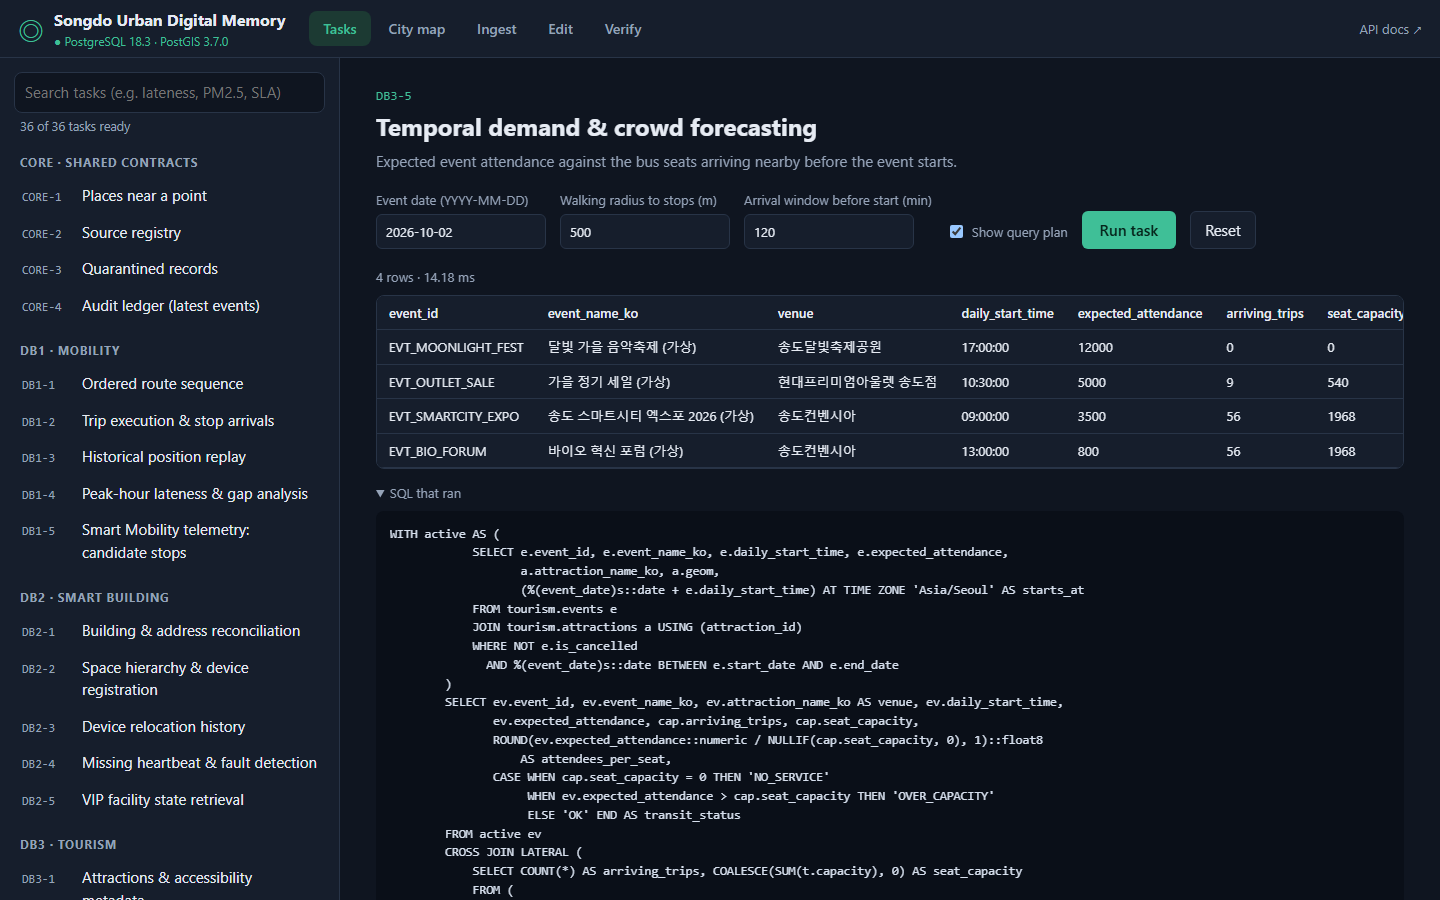 Songdo Urban Digital Memory
● PostgreSQL 18.3 · PostGIS 3.7.0
Tasks
City map
Ingest
Edit
Verify
API docs ↗
Search tasks (e.g. lateness, PM2.5, SLA)
36 of 36 tasks ready
CORE · SHARED CONTRACTS
CORE-1 Places near a point
CORE-2 Source registry
CORE-3 Quarantined records
CORE-4 Audit ledger (latest events)
DB1 · MOBILITY
DB1-1 Ordered route sequence
DB1-2 Trip execution & stop arrivals
DB1-3 Historical position replay
DB1-4 Peak-hour lateness & gap analysis
DB1-5 Smart Mobility telemetry:
candidate stops
DB2 · SMART BUILDING
DB2-1 Building & address reconciliation
DB2-2 Space hierarchy & device
registration
DB2-3 Device relocation history
DB2-4 Missing heartbeat & fault detection
DB2-5 VIP facility state retrieval
DB3 · TOURISM
DB3-1 Attractions & accessibility
metadata
DB3-5
Temporal demand & crowd forecasting
Expected event attendance against the bus seats arriving nearby before the event starts.
Event date (YYYY-MM-DD) Walking radius to stops (m) Arrival window before start (min)
2026-10-02 500 120 Show query plan Run task Reset
4 rows · 14.18 ms
event_id event_name_ko venue daily_start_time expected_attendance arriving_trips seat_capacity
EVT_MOONLIGHT_FEST 달빛 가을 음악축제 (가상) 송도달빛축제공원 17:00:00 12000 0 0
EVT_OUTLET_SALE 가을 정기 세일 (가상) 현대프리미엄아울렛 송도점 10:30:00 5000 9 540
EVT_SMARTCITY_EXPO 송도 스마트시티 엑스포 2026 (가상) 송도컨벤시아 09:00:00 3500 56 1968
EVT_BIO_FORUM 바이오 혁신 포럼 (가상) 송도컨벤시아 13:00:00 800 56 1968
▼ SQL that ran
WITH active AS (
SELECT e.event_id, e.event_name_ko, e.daily_start_time, e.expected_attendance,
a.attraction_name_ko, a.geom,
(%(event_date)s::date + e.daily_start_time) AT TIME ZONE 'Asia/Seoul' AS starts_at
FROM tourism.events e
JOIN tourism.attractions a USING (attraction_id)
WHERE NOT e.is_cancelled
AND %(event_date)s::date BETWEEN e.start_date AND e.end_date
)
SELECT ev.event_id, ev.event_name_ko, ev.attraction_name_ko AS venue, ev.daily_start_time,
ev.expected_attendance, cap.arriving_trips, cap.seat_capacity,
ROUND(ev.expected_attendance::numeric / NULLIF(cap.seat_capacity, 0), 1)::float8
AS attendees_per_seat,
CASE WHEN cap.seat_capacity = 0 THEN 'NO_SERVICE'
WHEN ev.expected_attendance > cap.seat_capacity THEN 'OVER_CAPACITY'
ELSE 'OK' END AS transit_status
FROM active ev
CROSS JOIN LATERAL (
SELECT COUNT(*) AS arriving_trips, COALESCE(SUM(t.capacity), 0) AS seat_capacity
FROM (